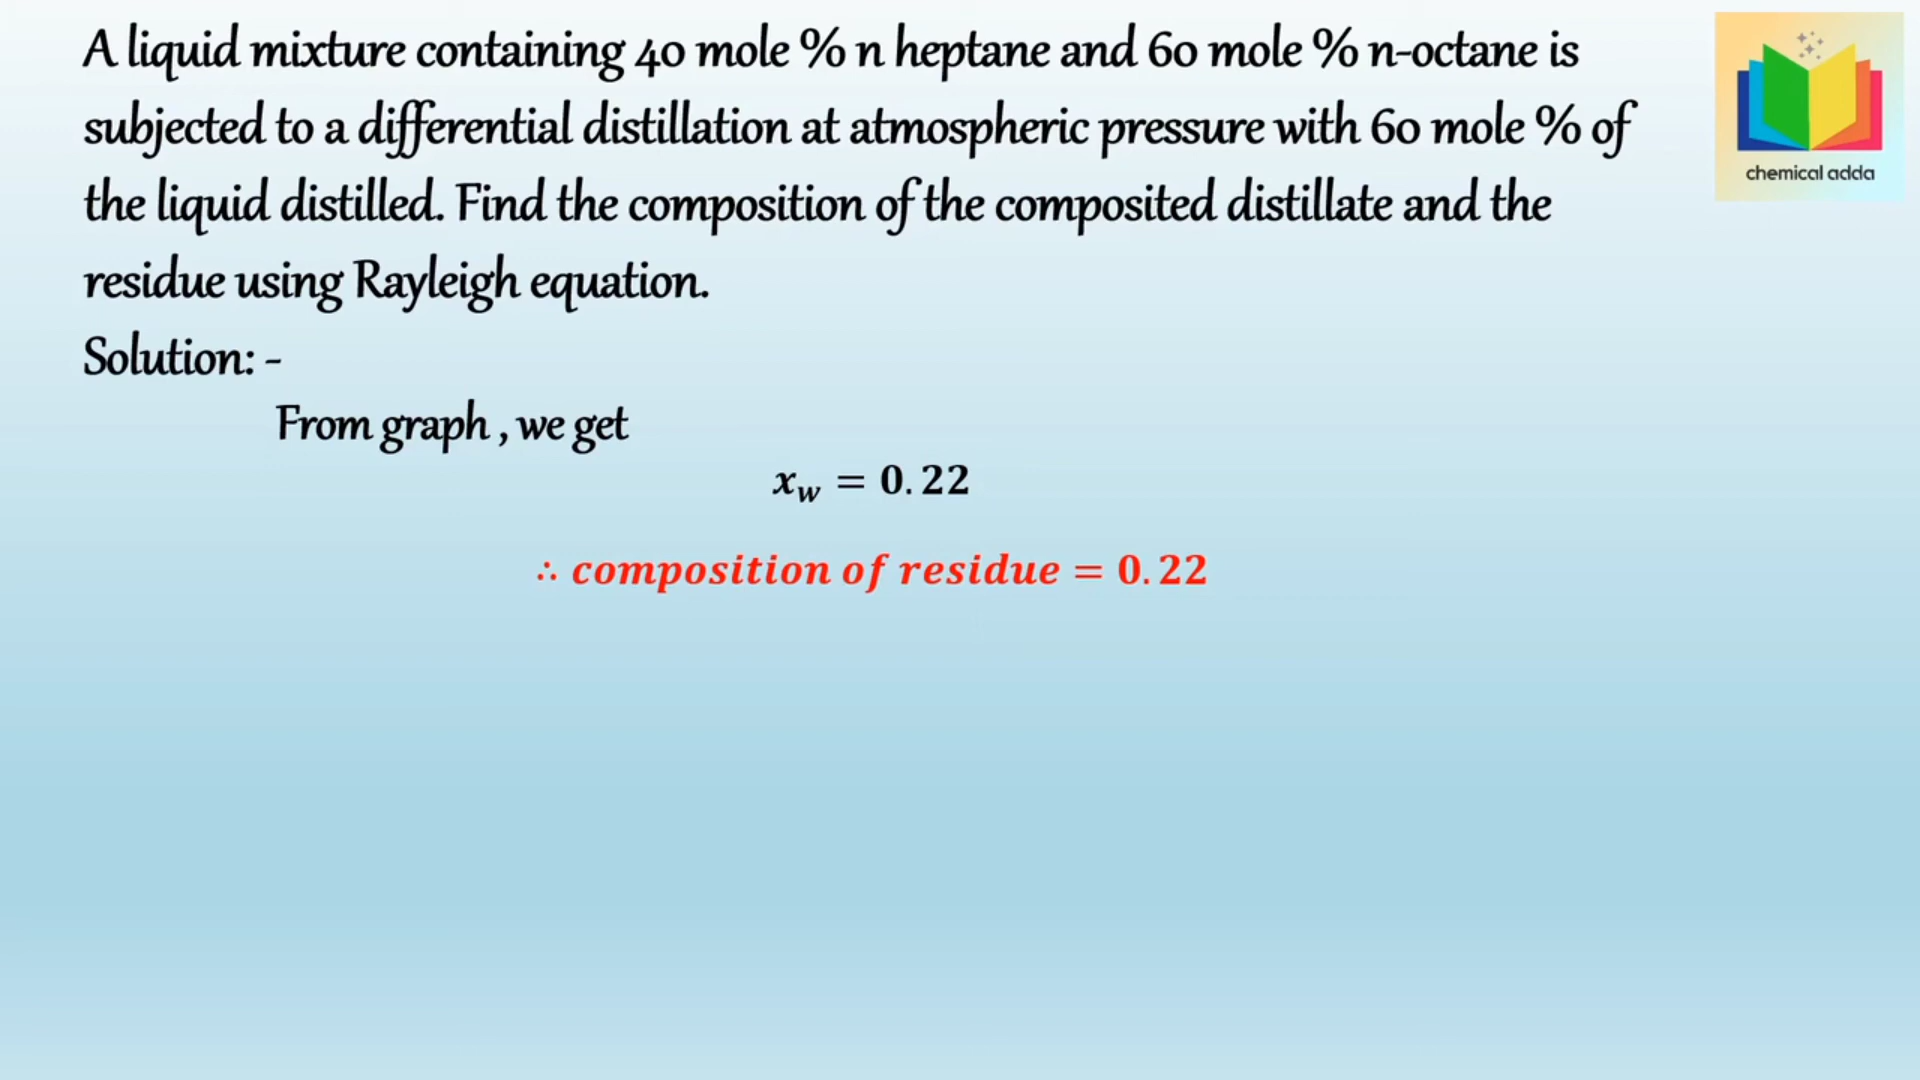 A liquid mixture containing 40 mole % n heptane and 60 mole % n-octane is
subjected to a differential distillation at atmospheric pressure with 60 mole % of
the liquid distilled. Find the composition of the composited distillate and the
residue using Rayleigh equation.
Solution: -
From graph , we get
x_w = 0.22
∴ composition of residue = 0.22
chemical adda